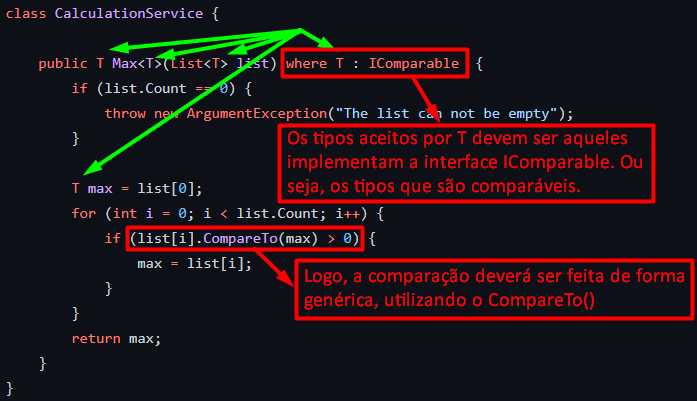 class CalculationService {
public T Max<T>(List<T> list) where T : IComparable {
if (list.Count == 0) {
throw new ArgumentException("The list can not be empty");
}
Os tipos aceitos por T devem ser aqueles
implementam a interface IComparable. Ou
seja, os tipos que são comparáveis.
T max = list[0];
for (int i = 0; i < list.Count; i++) {
if (list[i].CompareTo(max) > 0) {
max = list[i];
}
Logo, a comparação deverá ser feita de forma
genérica, utilizando o CompareTo()
}
return max;
}
}